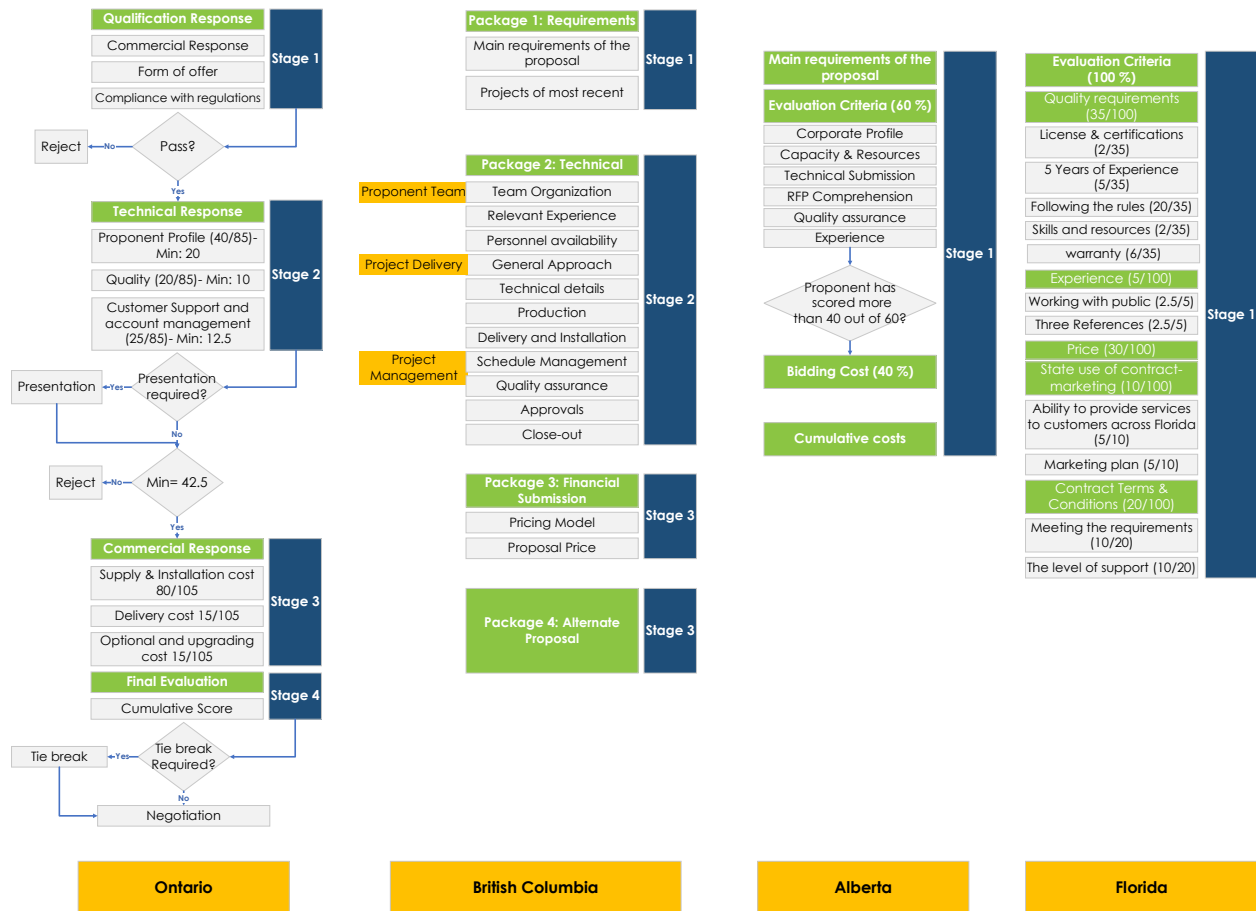 Qualification Response
Commercial Response
Form of offer
Compliance with regulations
Stage 1
Pass?
No
Reject
Yes
Technical Response
Proponent Profile (40/85)-
Min: 20
Quality (20/85)- Min: 10
Customer Support and
account management
(25/85)- Min: 12.5
Stage 2
Presentation
required?
Yes
Presentation
No
Min= 42.5
No
Reject
Yes
Commercial Response
Supply & Installation cost
80/105
Delivery cost 15/105
Optional and upgrading
cost 15/105
Stage 3
Final Evaluation
Cumulative Score
Stage 4
Tie break
Required?
Yes
Tie break
No
Negotiation
Ontario
Package 1: Requirements
Main requirements of the
proposal
Projects of most recent
Stage 1
Package 2: Technical
Proponent Team
Team Organization
Relevant Experience
Personnel availability
Project Delivery
General Approach
Technical details
Production
Delivery and Installation
Project
Management
Schedule Management
Quality assurance
Approvals
Close-out
Stage 2
Package 3: Financial
Submission
Pricing Model
Proposal Price
Stage 3
Package 4: Alternate
Proposal
Stage 3
British Columbia
Main requirements of the
proposal
Evaluation Criteria (60 %)
Corporate Profile
Capacity & Resources
Technical Submission
RFP Comprehension
Quality assurance
Experience
Proponent has
scored more
than 40 out of 60?
Bidding Cost (40 %)
Cumulative costs
Stage 1
Alberta
Evaluation Criteria
(100 %)
Quality requirements
(35/100)
License & certifications
(2/35)
5 Years of Experience
(5/35)
Following the rules (20/35)
Skills and resources (2/35)
warranty (6/35)
Experience (5/100)
Working with public (2.5/5)
Three References (2.5/5)
Price (30/100)
State use of contract-
marketing (10/100)
Ability to provide services
to customers across Florida
(5/10)
Marketing plan (5/10)
Contract Terms &
Conditions (20/100)
Meeting the requirements
(10/20)
The level of support (10/20)
Stage 1
Florida